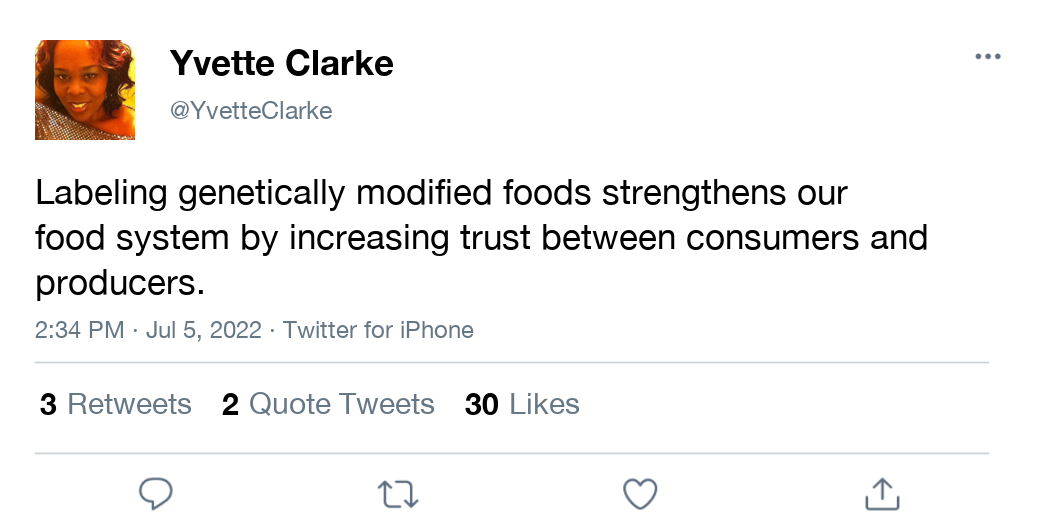 Yvette Clarke
@YvetteClarke
Labeling genetically modified foods strengthens our
food system by increasing trust between consumers and
producers.
2:34 PM · Jul 5, 2022 · Twitter for iPhone
3 Retweets 2 Quote Tweets 30 Likes